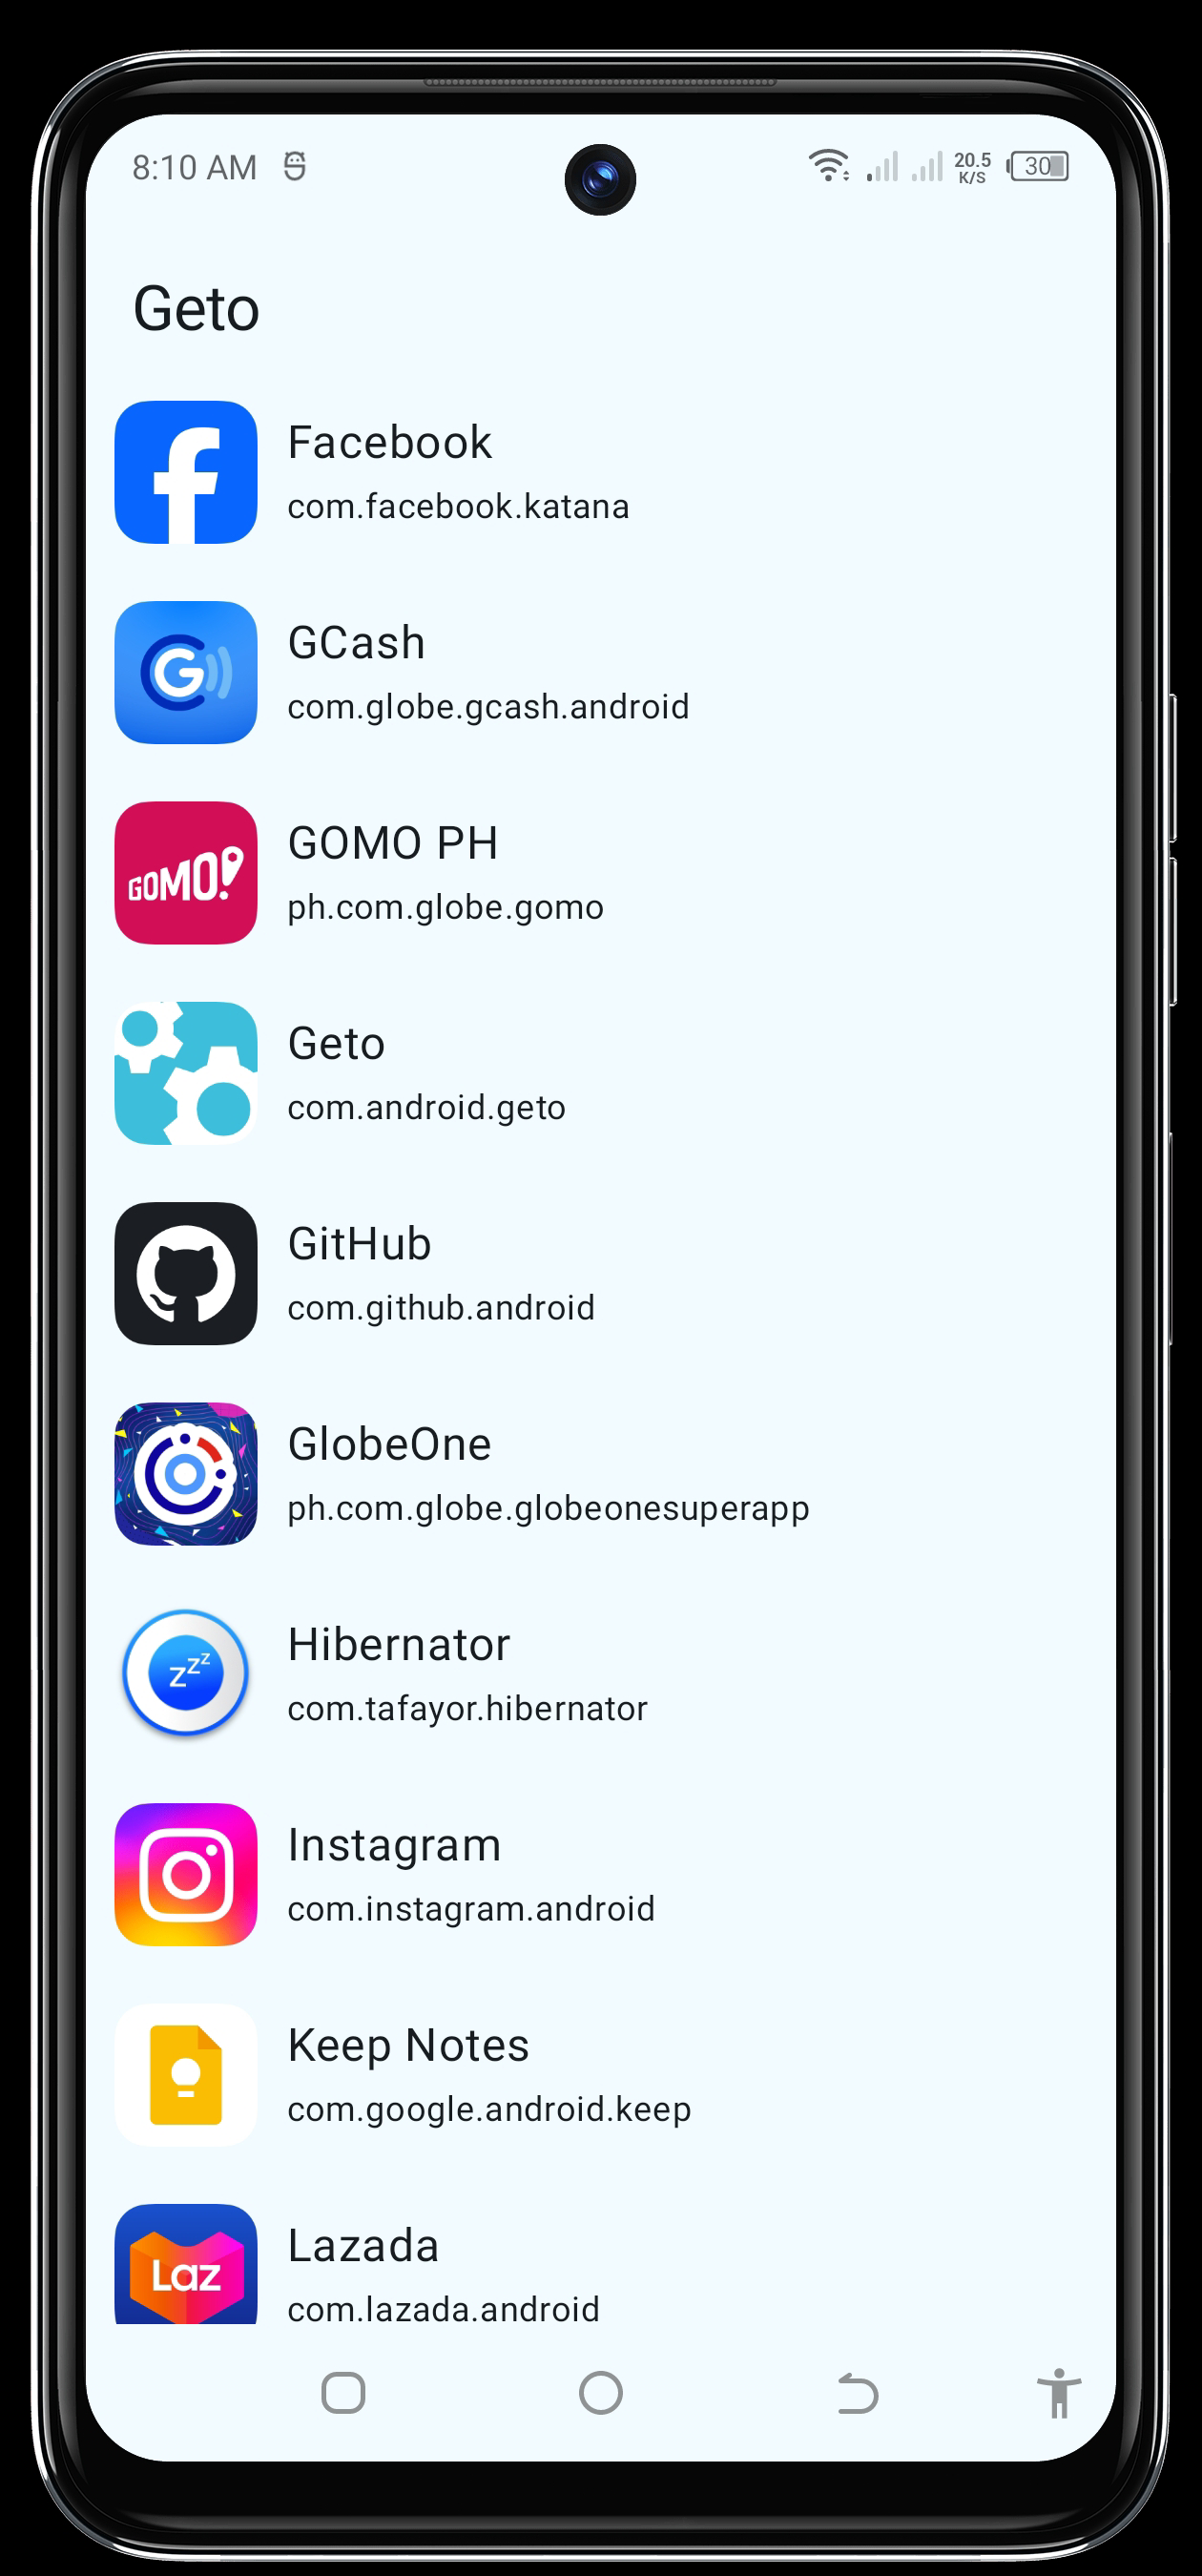 8:10 AM
20.5
K/S
30
Geto
Facebook
com.facebook.katana
GCash
com.globe.gcash.android
GOMO!
GOMO PH
ph.com.globe.gomo
Geto
com.android.geto
GitHub
com.github.android
GlobeOne
ph.com.globe.globeonesuperapp
zzz
Hibernator
com.tafayor.hibernator
Instagram
com.instagram.android
Keep Notes
com.google.android.keep
Laz
Lazada
com.lazada.android